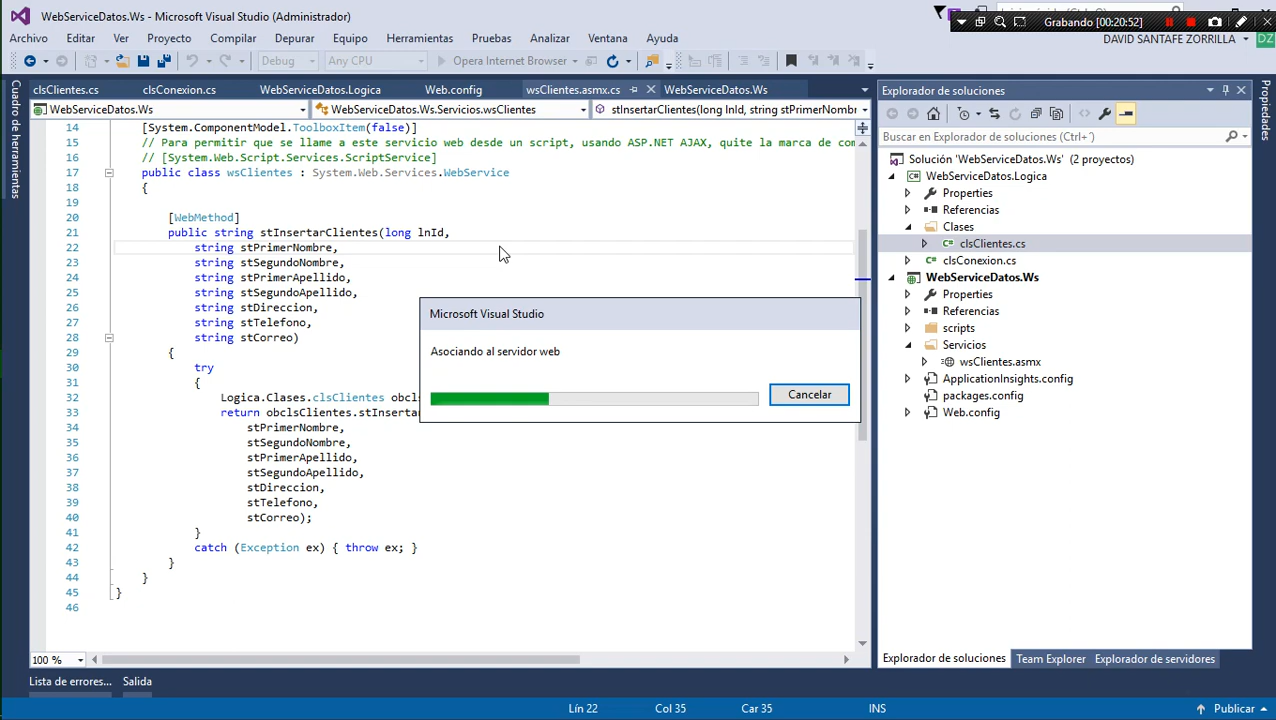 WebServiceDatos.Ws - Microsoft Visual Studio (Administrador)
Grabando [00:20:52]
Archivo Editar Ver Proyecto Compilar Depurar Equipo Herramientas Pruebas Analizar Ventana Ayuda
DAVID SANTAFE ZORRILLA DZ
Debug Any CPU Opera Internet Browser
clsClientes.cs clsConexion.cs WebServiceDatos.Logica Web.config wsClientes.asmx.cs WebServiceDatos.Ws
Explorador de soluciones
WebServiceDatos.Ws WebServiceDatos.Ws.Servicios.wsClientes stInsertarClientes(long lnId, string stPrimerNombr
Cuadro de herramientas
Propiedades
14 [System.ComponentModel.ToolboxItem(false)]
15 // Para permitir que se llame a este servicio web desde un script, usando ASP.NET AJAX, quite la marca de com
16 // [System.Web.Script.Services.ScriptService]
17 public class wsClientes : System.Web.Services.WebService
18 {
19
20 [WebMethod]
21 public string stInsertarClientes(long lnId,
22 string stPrimerNombre,
23 string stSegundoNombre,
24 string stPrimerApellido,
25 string stSegundoApellido,
26 string stDireccion,
27 string stTelefono,
28 string stCorreo)
29 {
30 try
31 {
32 Logica.Clases.clsClientes obcls
33 return obclsClientes.stInsertar
34 stPrimerNombre,
35 stSegundoNombre,
36 stPrimerApellido,
37 stSegundoApellido,
38 stDireccion,
39 stTelefono,
40 stCorreo);
41 }
42 catch (Exception ex) { throw ex; }
43 }
44 }
45 }
46
Microsoft Visual Studio
Asociando al servidor web
Cancelar
Buscar en Explorador de soluciones (Ctrl+´)
Solución 'WebServiceDatos.Ws' (2 proyectos)
WebServiceDatos.Logica
Properties
Referencias
Clases
clsClientes.cs
clsConexion.cs
WebServiceDatos.Ws
Properties
Referencias
scripts
Servicios
wsClientes.asmx
ApplicationInsights.config
packages.config
Web.config
100 %
Explorador de soluciones Team Explorer Explorador de servidores
Lista de errores... Salida
Lín 22 Col 35 Car 35 INS Publicar